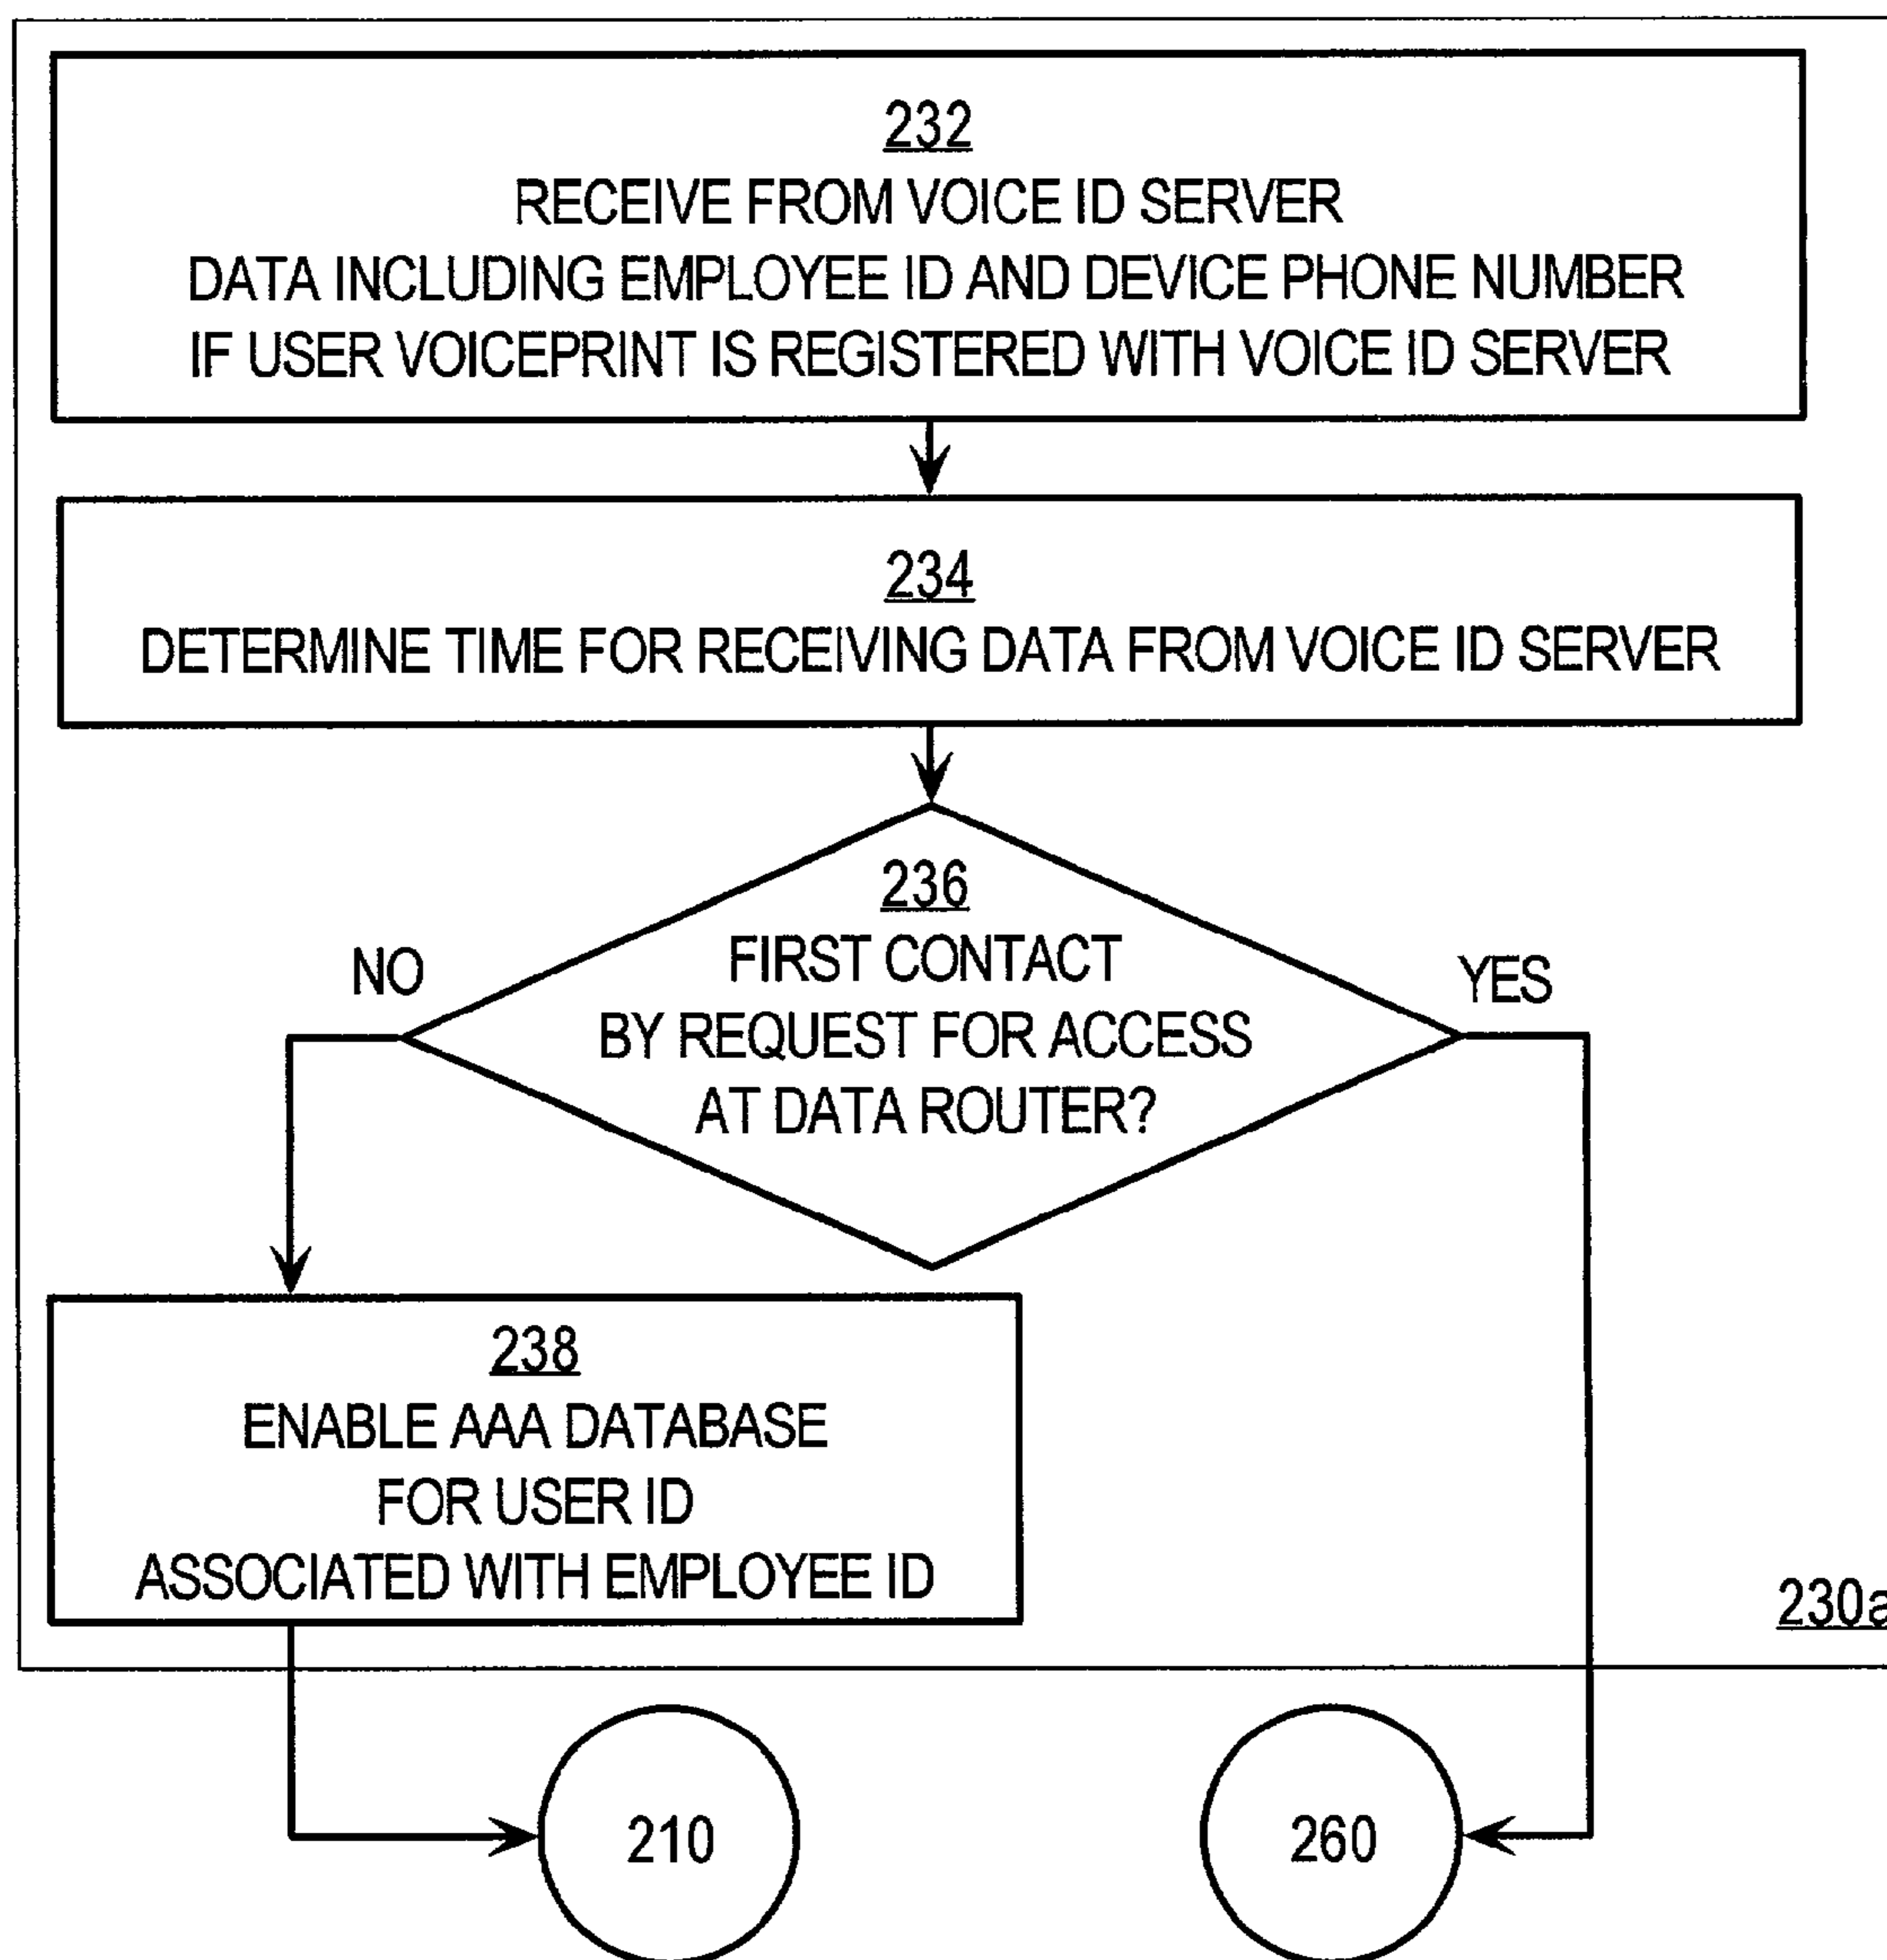 232
RECEIVE FROM VOICE ID SERVER
DATA INCLUDING EMPLOYEE ID AND DEVICE PHONE NUMBER
IF USER VOICEPRINT IS REGISTERED WITH VOICE ID SERVER
234
DETERMINE TIME FOR RECEIVING DATA FROM VOICE ID SERVER
236
FIRST CONTACT
BY REQUEST FOR ACCESS
AT DATA ROUTER?
NO
YES
238
ENABLE AAA DATABASE
FOR USER ID
ASSOCIATED WITH EMPLOYEE ID
230a
210
260